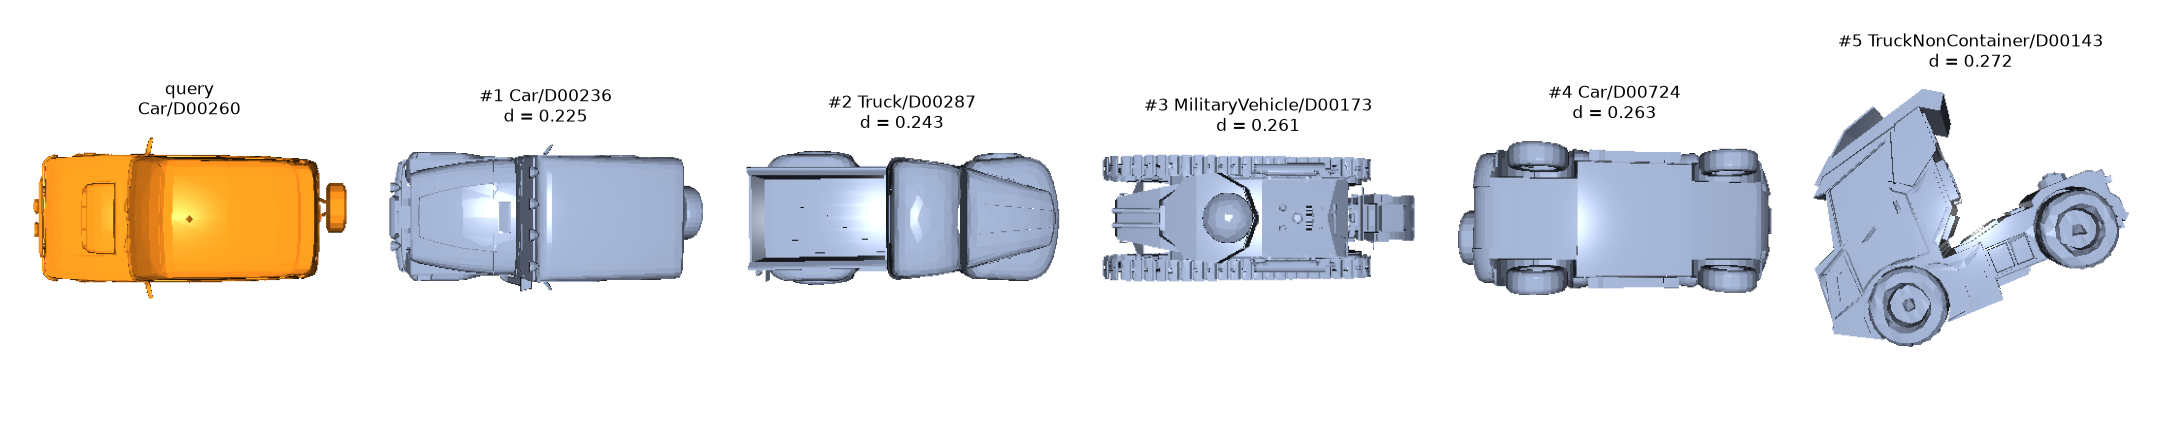 query
Car/D00260
#1 Car/D00236
d = 0.225
#2 Truck/D00287
d = 0.243
#3 MilitaryVehicle/D00173
d = 0.261
#4 Car/D00724
d = 0.263
#5 TruckNonContainer/D00143
d = 0.272